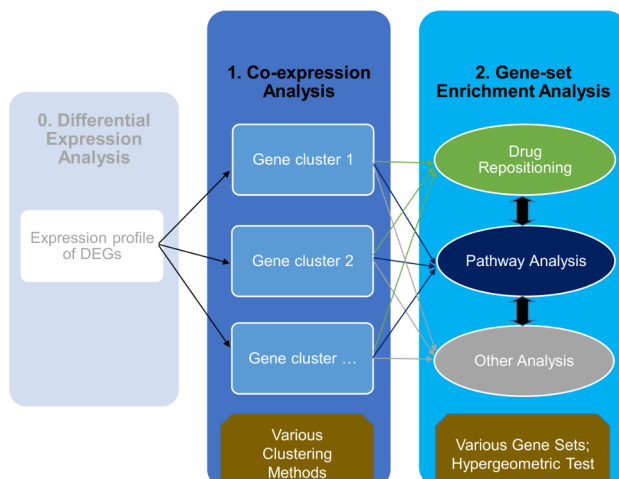 0. Differential
Expression
Analysis
Expression profile
of DEGs
1. Co-expression
Analysis
Gene cluster 1
Gene cluster 2
Gene cluster …
Various
Clustering
Methods
2. Gene-set
Enrichment Analysis
Drug
Repositioning
Pathway Analysis
Other Analysis
Various Gene Sets;
Hypergeometric Test